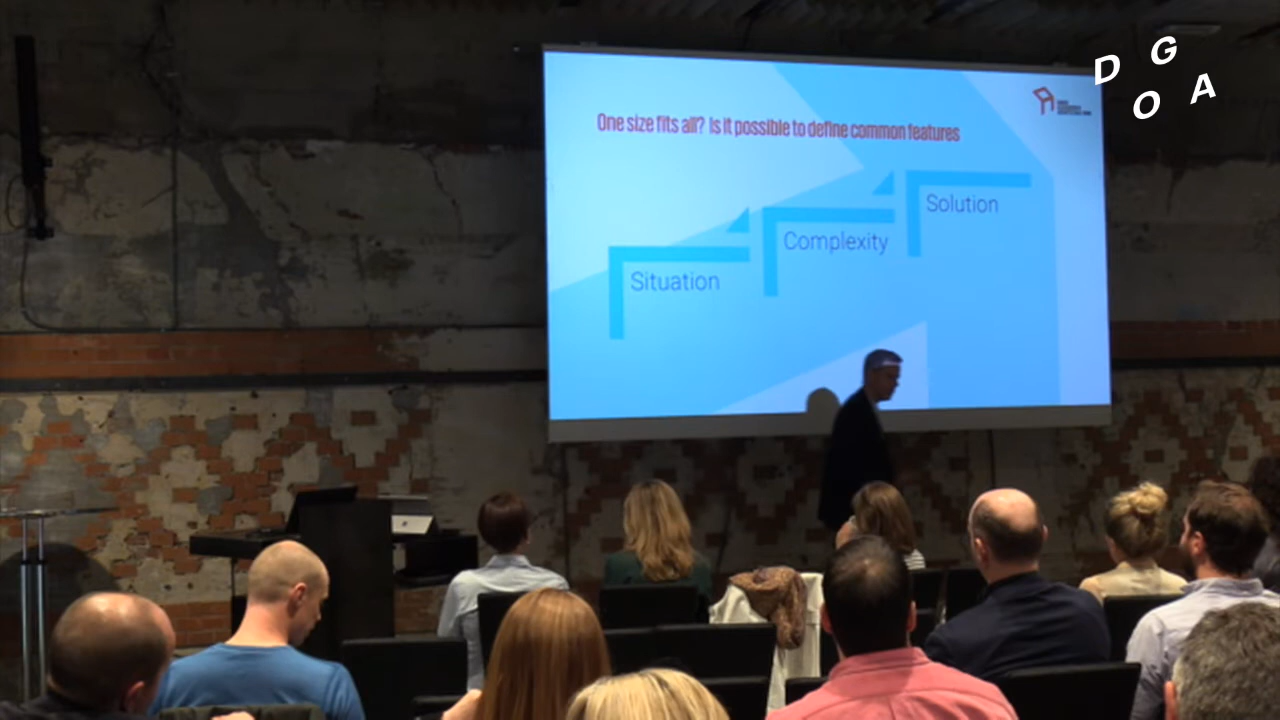 D G
O A
One size fits all? Is it possible to define common features
Solution
Complexity
Situation